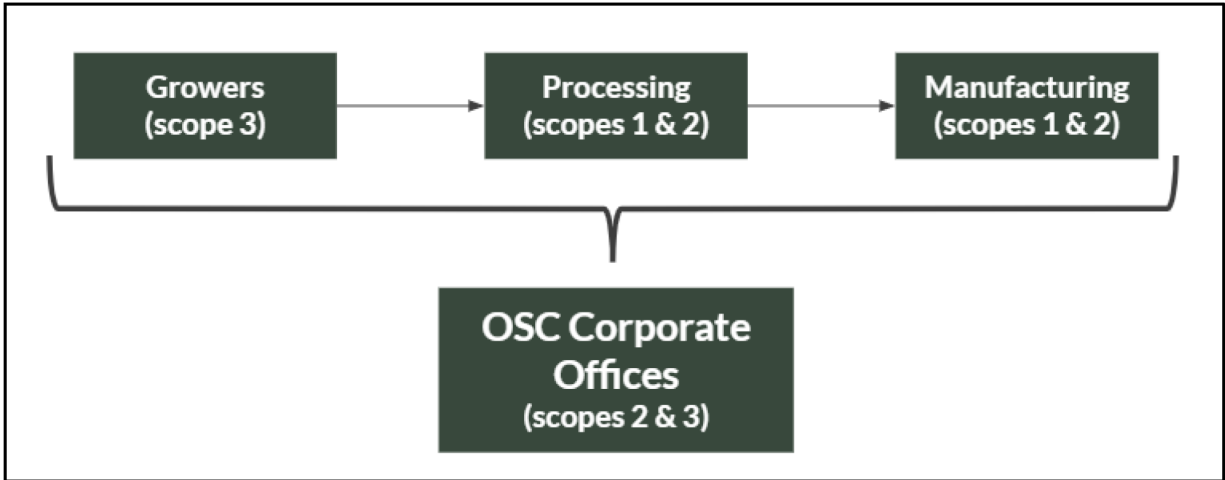 Growers
(scope 3)
Processing
(scopes 1 & 2)
Manufacturing
(scopes 1 & 2)
OSC Corporate
Offices
(scopes 2 & 3)